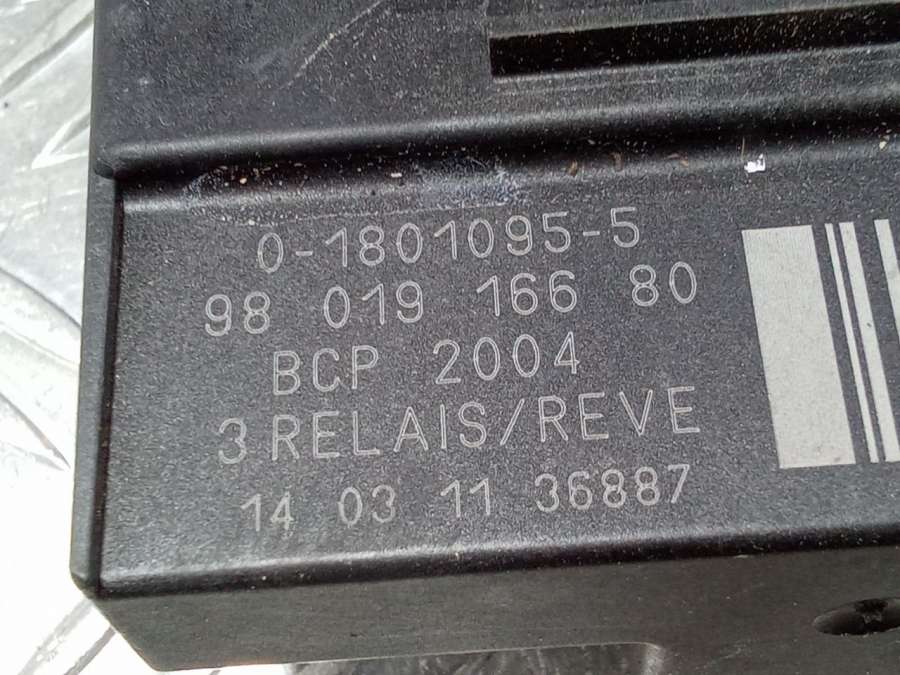 0-1801095-5
98 019 166 80
BCP 2004
3 RELAIS/REVE
14 03 11 36887